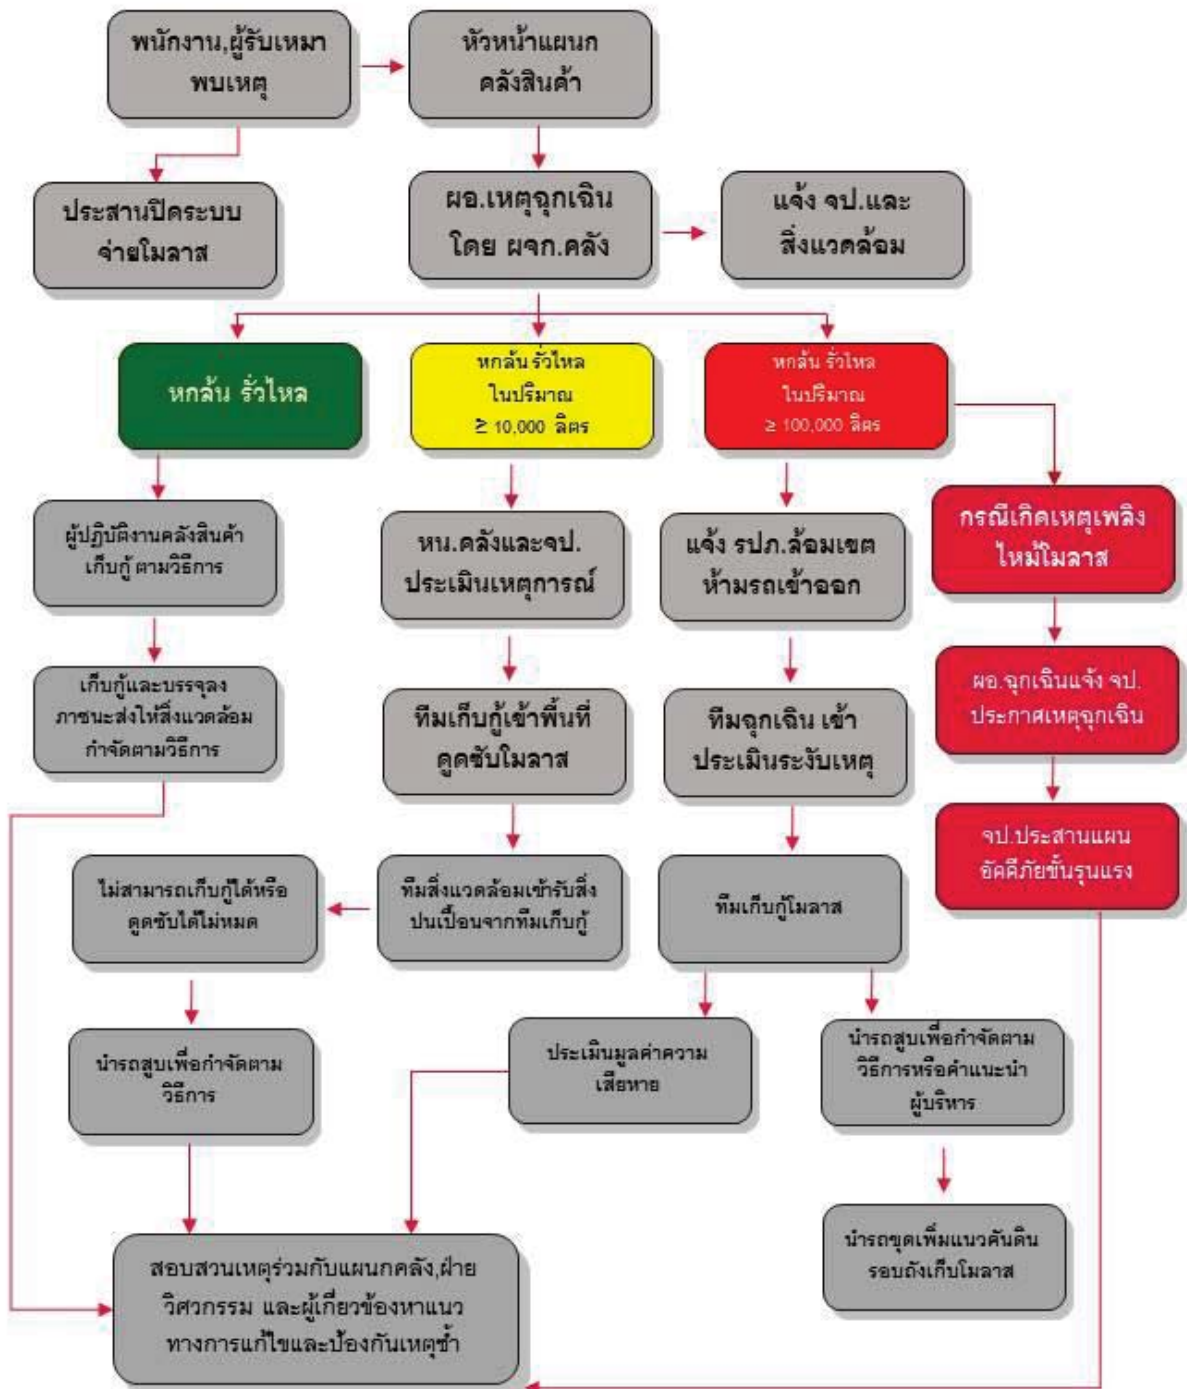 พนักงาน,ผู้รับเหมา
พบเหตุ
หัวหน้าแผนก
คลังสินค้า
ประสานปิดระบบ
จ่ายโมลาส
ผอ.เหตุฉุกเฉิน
โดย ผจก.คลัง
แจ้ง จป.และ
สิ่งแวดล้อม
หกล้น รั่วไหล
หกล้น รั่วไหล
ในปริมาณ
≥ 10,000 ลิตร
หกล้น รั่วไหล
ในปริมาณ
≥ 100,000 ลิตร
ผู้ปฏิบัติงานคลังสินค้า
เก็บกู้ ตามวิธีการ
หน.คลังและจป.
ประเมินเหตุการณ์
แจ้ง รปภ.ล้อมเขต
ห้ามรถเข้าออก
กรณีเกิดเหตุเพลิง
ไหม้โมลาส
เก็บกู้และบรรจุลง
ภาชนะส่งให้สิ่งแวดล้อม
กำจัดตามวิธีการ
ทีมเก็บกู้เข้าพื้นที่
ดูดซับโมลาส
ทีมฉุกเฉิน เข้า
ประเมินระงับเหตุ
ผอ.ฉุกเฉินแจ้ง จป.
ประกาศเหตุฉุกเฉิน
จป.ประสานแผน
อัคคีภัยขั้นรุนแรง
ไม่สามารถเก็บกู้ได้หรือ
ดูดซับได้ไม่หมด
ทีมสิ่งแวดล้อมเข้ารับสิ่ง
ปนเปื้อนจากทีมเก็บกู้
ทีมเก็บกู้โมลาส
นำรถสูบเพื่อกำจัดตาม
วิธีการ
ประเมินมูลค่าความ
เสียหาย
นำรถสูบเพื่อกำจัดตาม
วิธีการหรือคำแนะนำ
ผู้บริหาร
นำรถขุดเพิ่มแนวคันดิน
รอบถังเก็บโมลาส
สอบสวนเหตุร่วมกับแผนกคลัง,ฝ่าย
วิศวกรรม และผู้เกี่ยวข้องหาแนว
ทางการแก้ไขและป้องกันเหตุซ้ำ